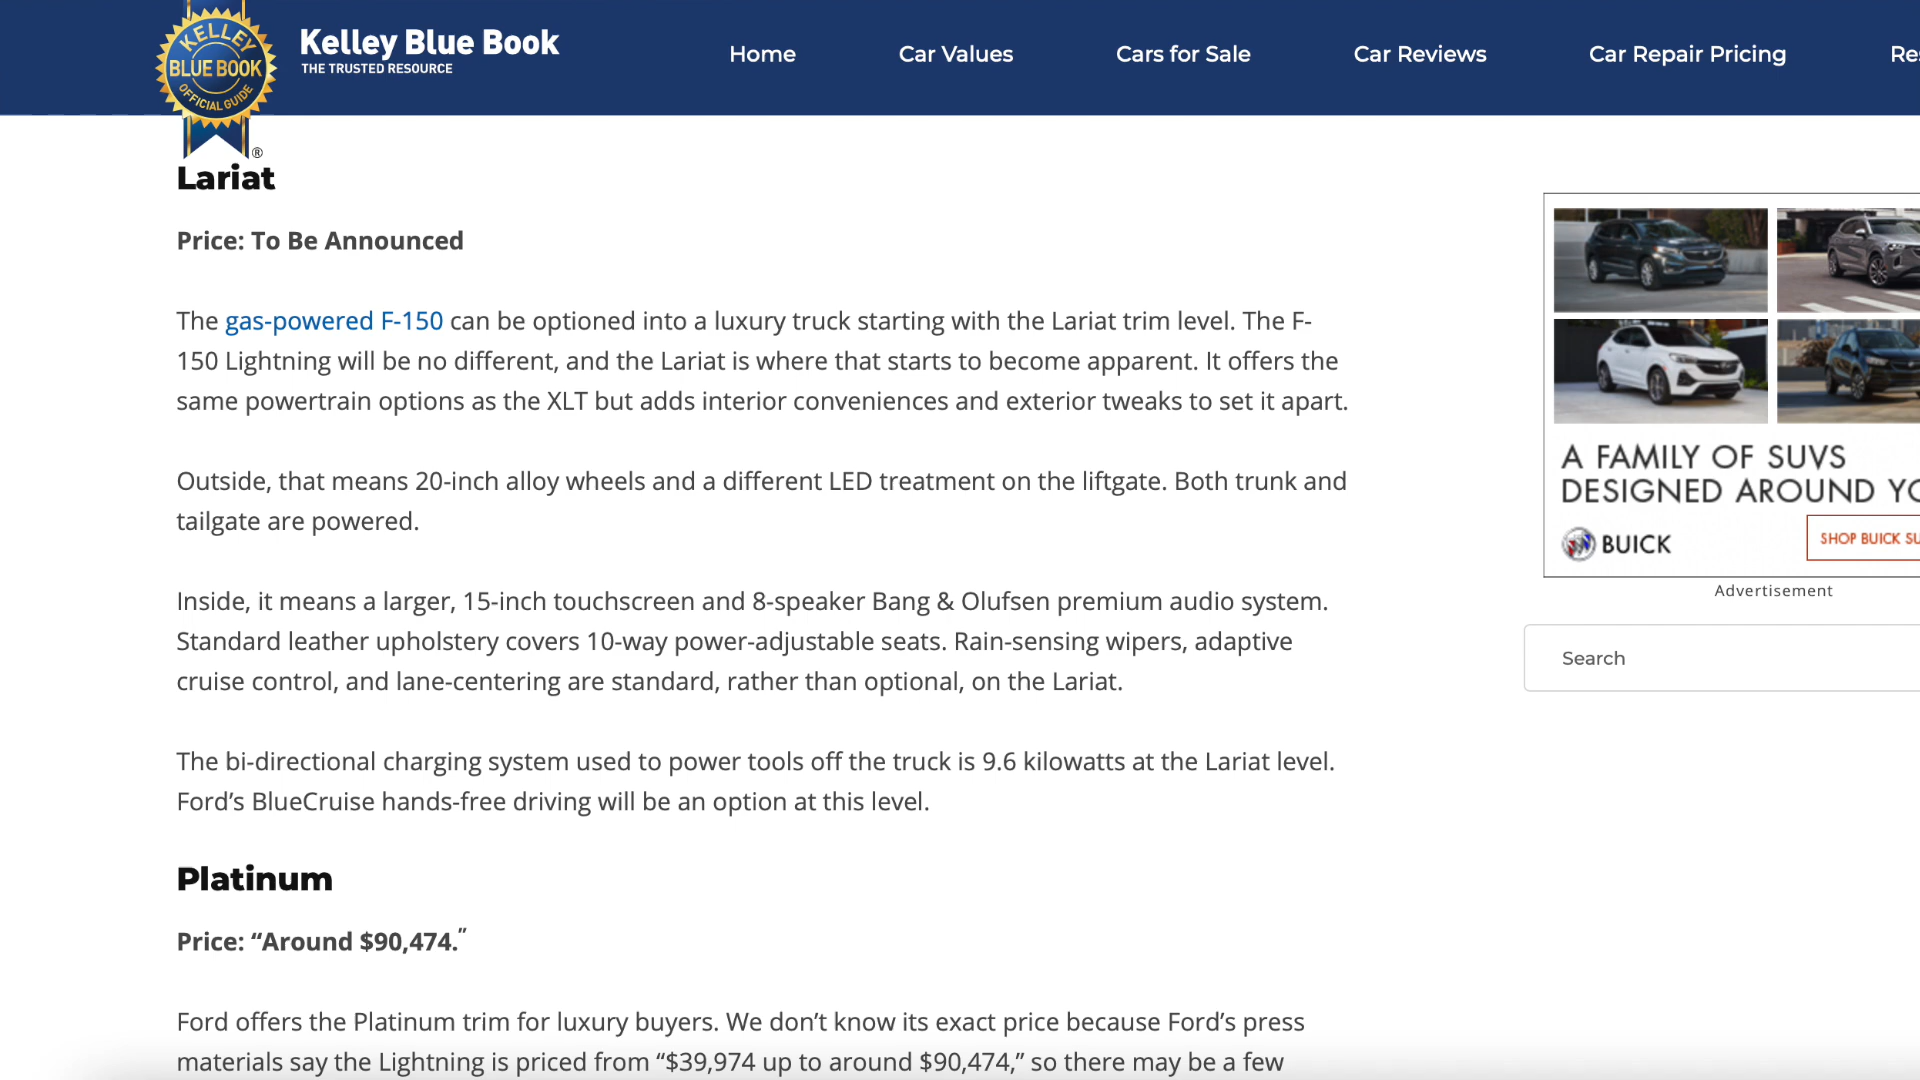 KELLEY
BLUE BOOK
OFFICIAL GUIDE
®
Kelley Blue Book
THE TRUSTED RESOURCE
Home
Car Values
Cars for Sale
Car Reviews
Car Repair Pricing
Res
Lariat
Price: To Be Announced
The gas-powered F-150 can be optioned into a luxury truck starting with the Lariat trim level. The F-
150 Lightning will be no different, and the Lariat is where that starts to become apparent. It offers the
same powertrain options as the XLT but adds interior conveniences and exterior tweaks to set it apart.
Outside, that means 20-inch alloy wheels and a different LED treatment on the liftgate. Both trunk and
tailgate are powered.
Inside, it means a larger, 15-inch touchscreen and 8-speaker Bang & Olufsen premium audio system.
Standard leather upholstery covers 10-way power-adjustable seats. Rain-sensing wipers, adaptive
cruise control, and lane-centering are standard, rather than optional, on the Lariat.
The bi-directional charging system used to power tools off the truck is 9.6 kilowatts at the Lariat level.
Ford’s BlueCruise hands-free driving will be an option at this level.
Platinum
Price: “Around $90,474.”
Ford offers the Platinum trim for luxury buyers. We don’t know its exact price because Ford’s press
materials say the Lightning is priced from “$39,974 up to around $90,474,” so there may be a few
A FAMILY OF SUVS
DESIGNED AROUND YO
BUICK
SHOP BUICK SU
Advertisement
Search